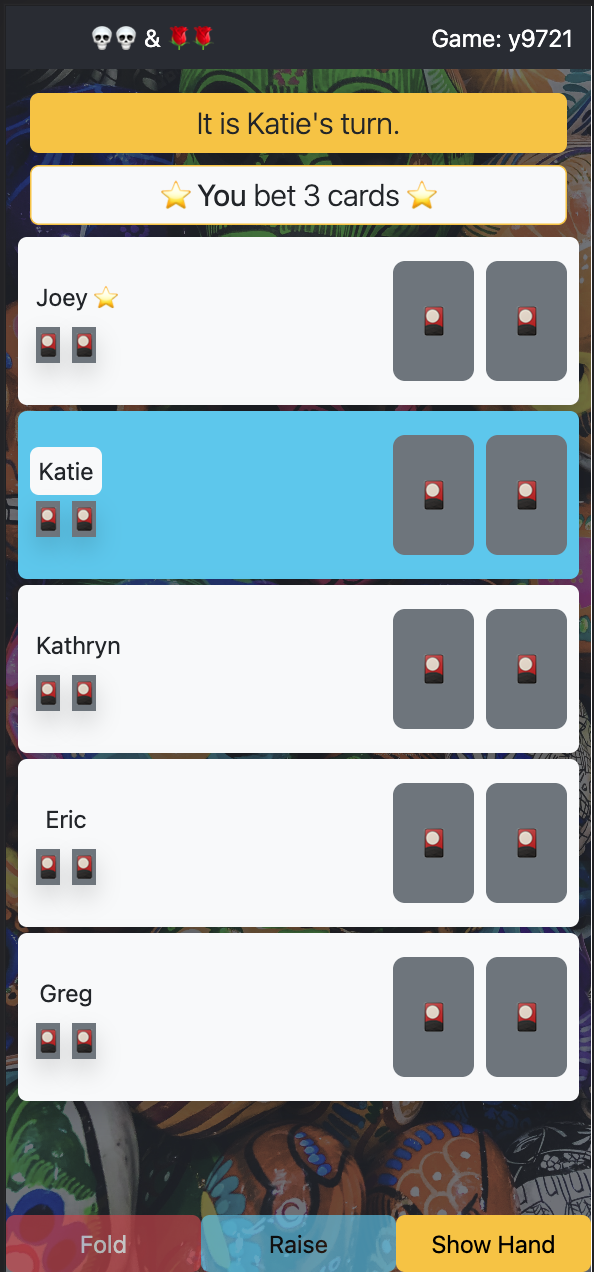 💀💀 & 🌹🌹 Game: y9721
It is Katie's turn.
⭐ You bet 3 cards ⭐
Joey ⭐
Katie
Kathryn
Eric
Greg
Fold Raise Show Hand